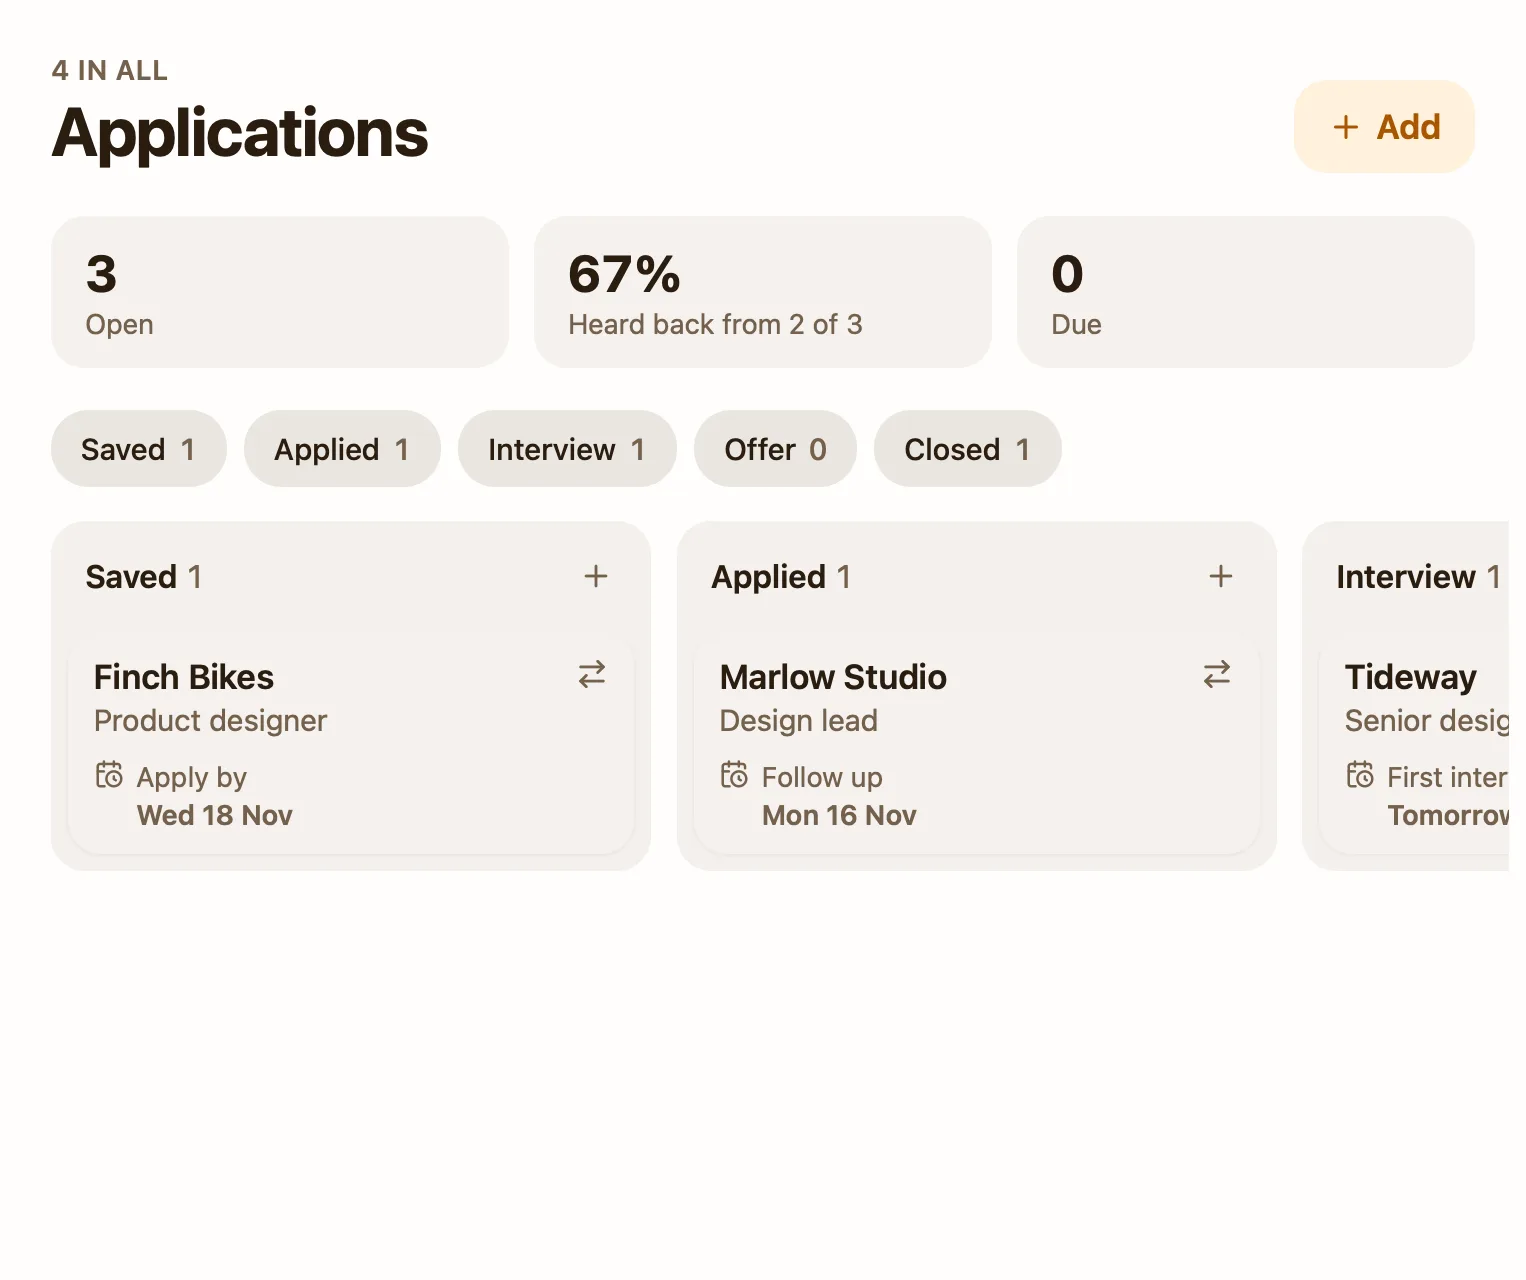 4 IN ALL
Applications
+ Add
3
Open
67%
Heard back from 2 of 3
0
Due
Saved 1
Applied 1
Interview 1
Offer 0
Closed 1
Saved 1
Finch Bikes
Product designer
Apply by
Wed 18 Nov
Applied 1
Marlow Studio
Design lead
Follow up
Mon 16 Nov
Interview 1
Tideway
Senior
First